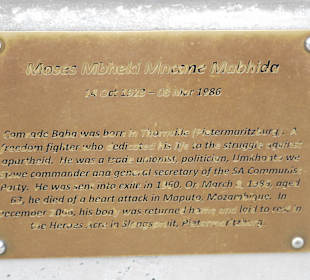 Moses Mbheki Mncane Mabhida
14 Oct 1923 – 08 Mar 1986
Comrade Baba was born in Thornville (Pietermaritzburg). A
freedom fighter who dedicated his life to the struggle against
apartheid. He was a trade unionist, politician, Umkhonto we
commander and general secretary of the SA Communist
Party. He was sent into exile in 1960. On March 8, 1986, aged
62, he died of a heart attack in Maputo, Mozambique. In
December 2006, his body was returned home and laid to rest in
the Heroes Acre in Slangspruit, Pietermaritzburg.